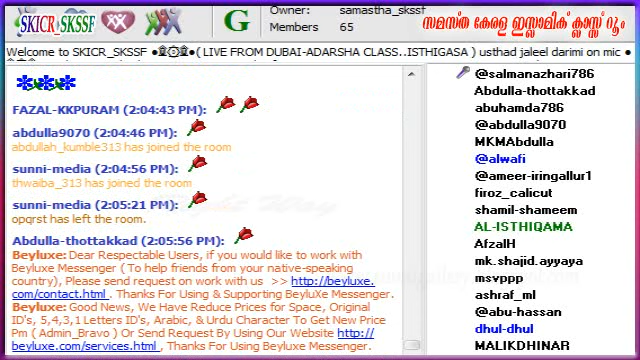 SKICR_SKSSF
G
Owner: samastha_skssf
Members 65
സമസ്ത കേരള ഇസ്ലാമിക് ക്ലാസ്സ് റൂം
Welcome to SKICR_SKSSF ●۩۞۩●( LIVE FROM DUBAI-ADARSHA CLASS..ISTHIGASA ) usthad jaleel darimi on mic ●
FAZAL-KKPURAM (2:04:43 PM):
abdulla9070 (2:04:46 PM):
abdullah_kumble313 has joined the room
sunni-media (2:04:56 PM):
thwaiba_313 has joined the room
sunni-media (2:05:21 PM):
opqrst has left the room.
Abdulla-thottakkad (2:05:56 PM):
Beyluxe: Dear Respectable Users, if you would like to work with
Beyluxe Messenger ( To help friends from your native-speaking
country), Please send request on work with us >> http://beyluxe.
com/contact.html . Thanks For Using & Supporting BeyluXe Messenger.
Beyluxe: Good News, We Have Reduce Prices for Space, Original
ID's, 5,4,3,1 Letters ID's, Arabic, & Urdu Character To Get New Price
Pm ( Admin_Bravo ) Or Send Request By Using Our Website http://
beyluxe.com/services.html, Thanks For Using Beyluxe Messenger.
@salmanazhari786
Abdulla-thottakkad
abuhamda786
@abdulla9070
MKMAbdulla
@alwafi
@ameer-iringallur1
firoz_calicut
shamil-shameem
AL-ISTHIQAMA
AfzalH
mk.shajid.ayyaya
msvppp
ashraf_ml
@abu-hassan
dhul-dhul
MALIKDHINAR